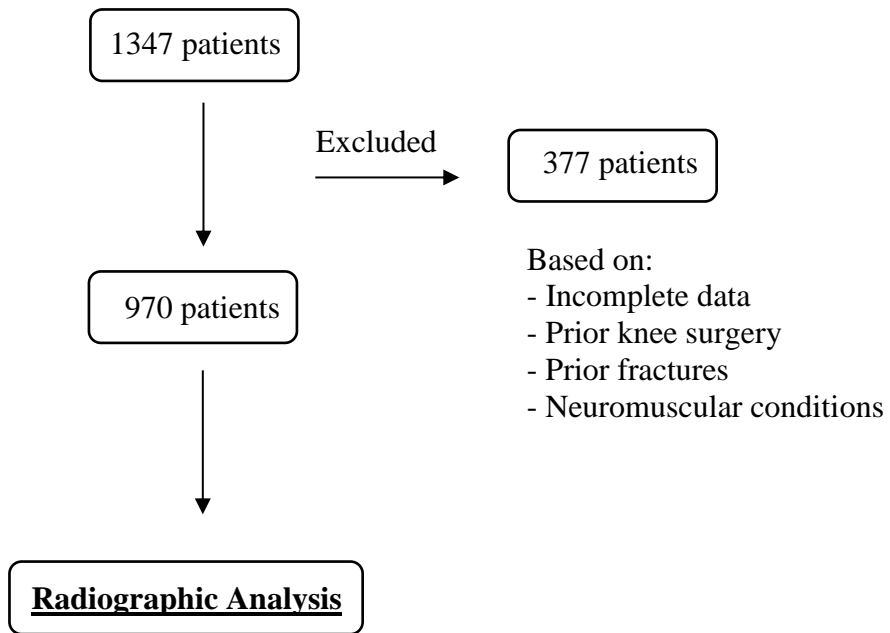 1347 patients
Excluded
377 patients
Based on:
- Incomplete data
- Prior knee surgery
- Prior fractures
- Neuromuscular conditions
970 patients
Radiographic Analysis